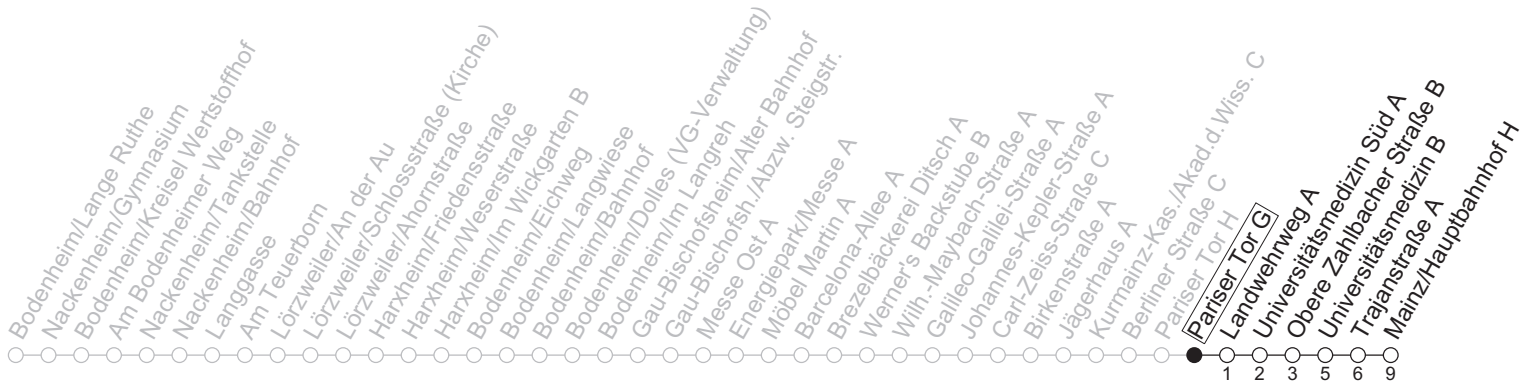 Bodenheim/Lange Ruthe
Nackenheim/Gymnasium
Bodenheim/Kreisel Wertstoffhof
Am Bodenheimer Weg
Nackenheim/Tankstelle
Nackenheim/Bahnhof
Langgasse
Am Teuerborn
Lörzweiler/An der Au
Lörzweiler/Schlossstraße (Kirche)
Lörzweiler/Ahornstraße
Harxheim/Friedensstraße
Harxheim/Weserstraße
Harxheim/Im Wickgarten B
Bodenheim/Eichweg
Bodenheim/Langwiese
Bodenheim/Bahnhof
Bodenheim/Dolles (VG-Verwaltung)
Bodenheim/Im Langreh
Gau-Bischofsheim/Alter Bahnhof
Gau-Bischofsh./Abzw. Steigstr.
Messe Ost A
Energiepark/Messe A
Möbel Martin A
Barcelona-Allee A
Brezelbäckerei Ditsch A
Werner's Backstube B
Wilh.-Maybach-Straße A
Galileo-Galilei-Straße A
Johannes-Kepler-Straße A
Carl-Zeiss-Straße C
Birkenstraße A
Jägerhaus A
Kurmainz-Kas./Akad.d.Wiss. C
Berliner Straße C
Pariser Tor H
Pariser Tor G
Landwehrweg A
Universitätsmedizin Süd A
Obere Zahlbacher Straße B
Universitätsmedizin B
Trajanstraße A
Mainz/Hauptbahnhof H
1 2 3 5 6 9